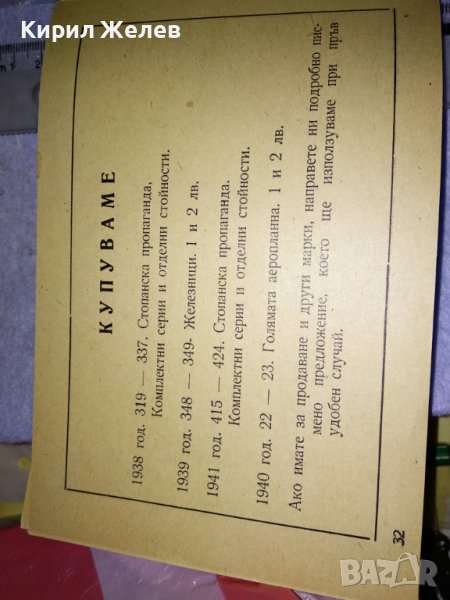 Кирил Желев
КУПУВАМЕ
1938 год. 319 — 337. Стопанска пропаганда,
Комплектни серии и отделни стойности.
1939 год. 348 — 349- Железници. 1 и 2 лв.
1941 год. 415 — 424. Стопанска пропаганда.
Комплектни серии и отделни стойности.
1940 год. 22 — 23. Голямата аеропланна. 1 и 2 лв.
Ако имате за продаване и други марки, направете ни подробно пис-
мено предложение, което ще използуваме при пръв
удобен случай.
32
BAZAR